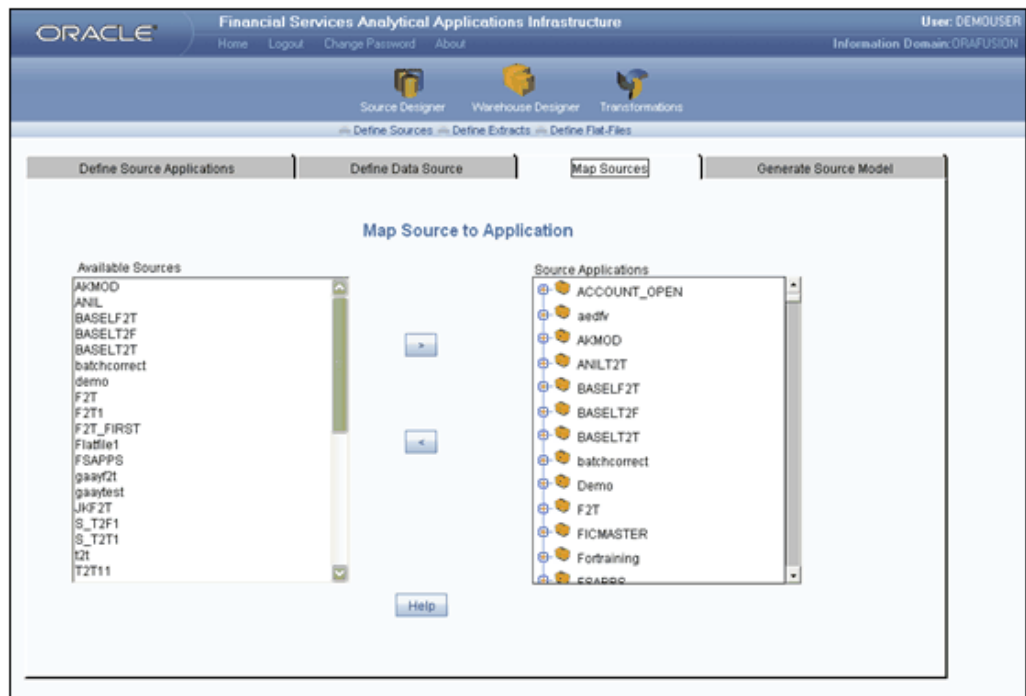 ORACLE
Financial Services Analytical Applications Infrastructure
User: DEMOUSER
Home Logout Change Password About
Information Domain:ORAFUSION
Source Designer Warehouse Designer Transformations
Define Sources Define Extracts Define Flat-Files
Define Source Applications Define Data Source Map Sources Generate Source Model
Map Source to Application
Available Sources
AKMOD
ANIL
BASELF2T
BASELT2F
BASELT2T
batchcorrect
demo
F2T
F2T1
F2T_FIRST
Flatfile1
FSAPPS
gaayf2t
gaaytest
JKF2T
S_T2F1
S_T2T1
t2t
T2T11
>
<
Source Applications
ACCOUNT_OPEN
aedfv
AKMOD
ANILT2T
BASELF2T
BASELT2F
BASELT2T
batchcorrect
Demo
F2T
FICMASTER
Fortraining
FSAPPS
Help